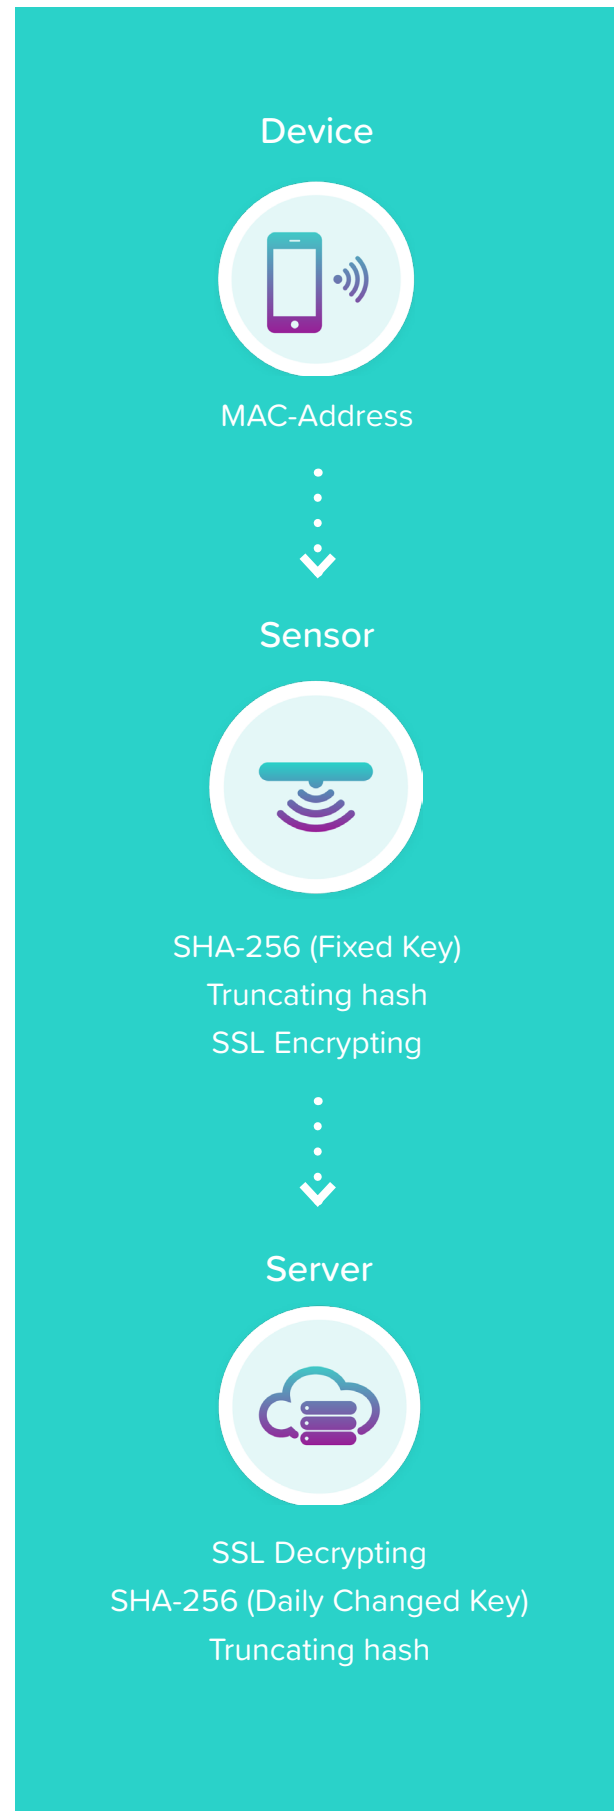 Device
MAC-Address
Sensor
SHA-256 (Fixed Key)
Truncating hash
SSL Encrypting
Server
SSL Decrypting
SHA-256 (Daily Changed Key)
Truncating hash